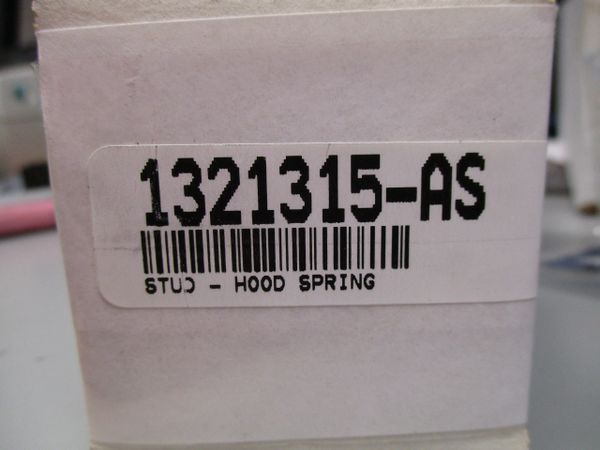 1321315-AS
STUD - HOOD SPRING